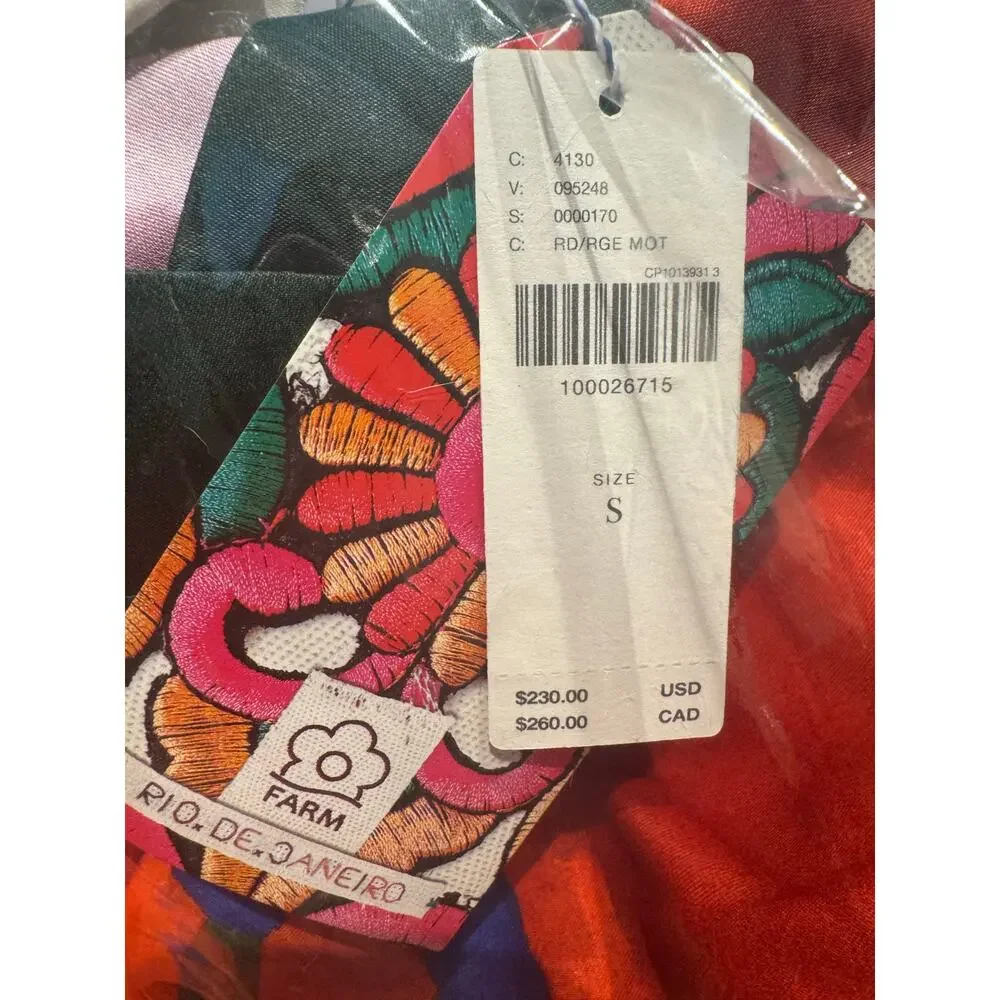 C: 4130
V: 095248
S: 0000170
C: RD/RGE MOT
CP1013931 3
100026715
SIZE
S
$230.00 USD
$260.00 CAD
FARM
RIO. DE. JANEIRO